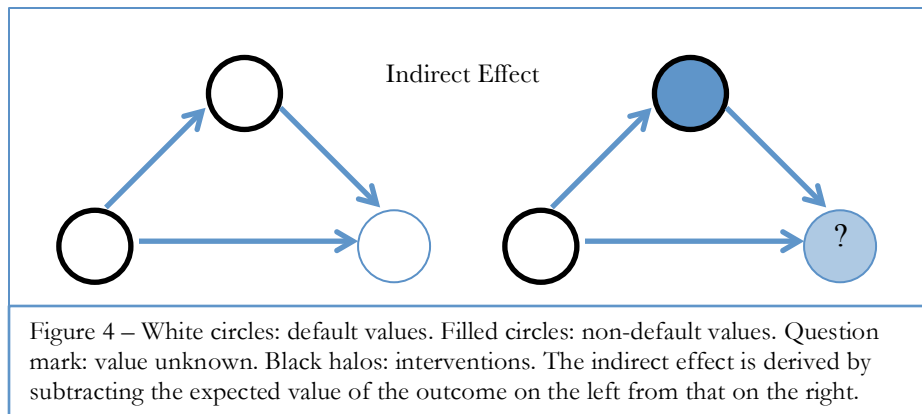 Indirect Effect
?
Figure 4 – White circles: default values. Filled circles: non-default values. Question
mark: value unknown. Black halos: interventions. The indirect effect is derived by
subtracting the expected value of the outcome on the left from that on the right.